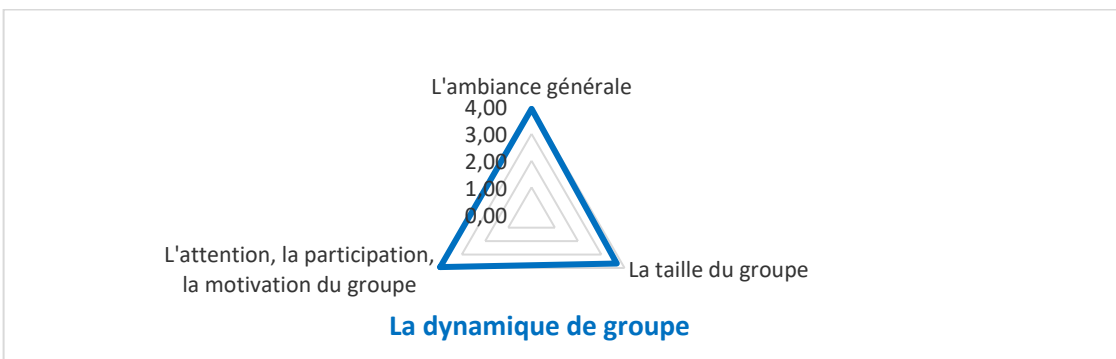 L'ambiance générale
4,00
3,00
2,00
1,00
0,00
L'attention, la participation,
la motivation du groupe
La taille du groupe
La dynamique de groupe